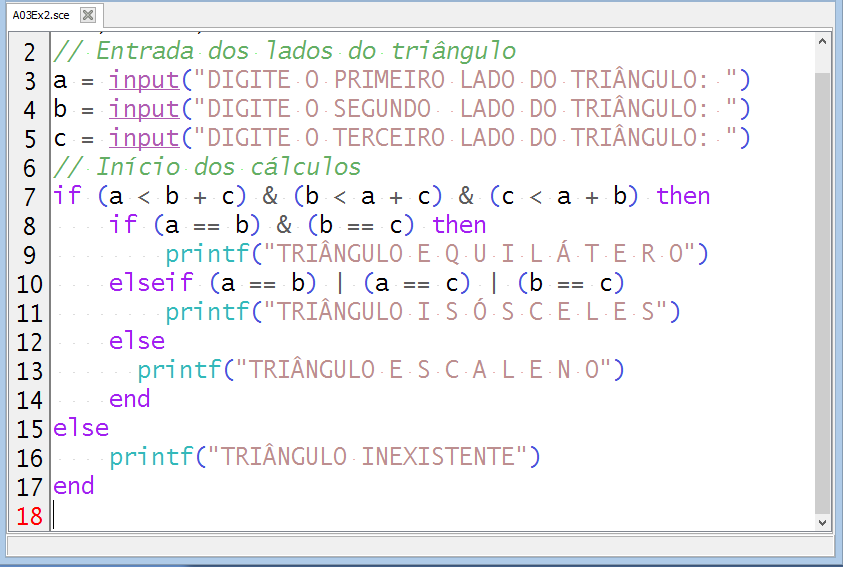 A03Ex2.sce
2 // Entrada dos lados do triângulo
3 a = input("DIGITE O PRIMEIRO LADO DO TRIÂNGULO: ")
4 b = input("DIGITE O SEGUNDO  LADO DO TRIÂNGULO: ")
5 c = input("DIGITE O TERCEIRO LADO DO TRIÂNGULO: ")
6 // Início dos cálculos
7 if (a < b + c) & (b < a + c) & (c < a + b) then
8     if (a == b) & (b == c) then
9         printf("TRIÂNGULO E Q U I L Á T E R O")
10     elseif (a == b) | (a == c) | (b == c)
11         printf("TRIÂNGULO I S Ó S C E L E S")
12     else
13       printf("TRIÂNGULO E S C A L E N O")
14     end
15 else
16     printf("TRIÂNGULO INEXISTENTE")
17 end
18